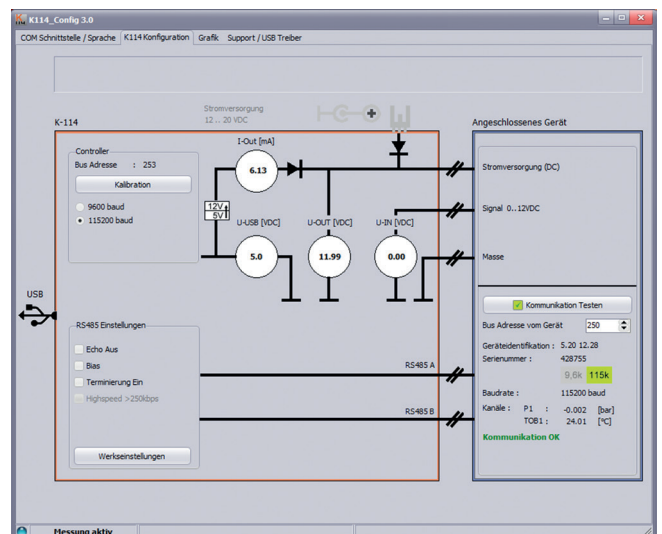 K114_Config 3.0
COM Schnittstelle / Sprache K114 Konfiguration Grafik Support / USB Treiber
Stromversorgung
12 .. 20 VDC
K-114
Angeschlossenes Gerät
I-Out [mA]
6.13
Controller
Bus Adresse : 253
Kalibration
9600 baud
115200 baud
12V
5V
U-USB [VDC]
5.0
U-OUT [VDC]
11.99
U-IN [VDC]
0.00
Stromversorgung (DC)
Signal 0..12VDC
Masse
USB
RS485 Einstellungen
Echo Aus
Bias
Terminierung Ein
Highspeed >250kbps
Werkseinstellungen
RS485 A
RS485 B
Kommunikation Testen
Bus Adresse vom Gerät 250
Geräteidentifikation : 5.20 12.28
Serienummer : 428755
9,6k 115k
Baudrate : 115200 baud
Kanäle : P1 : -0.002 [bar]
TOB1 : 24.01 [°C]
Kommunikation OK
Messung aktiv